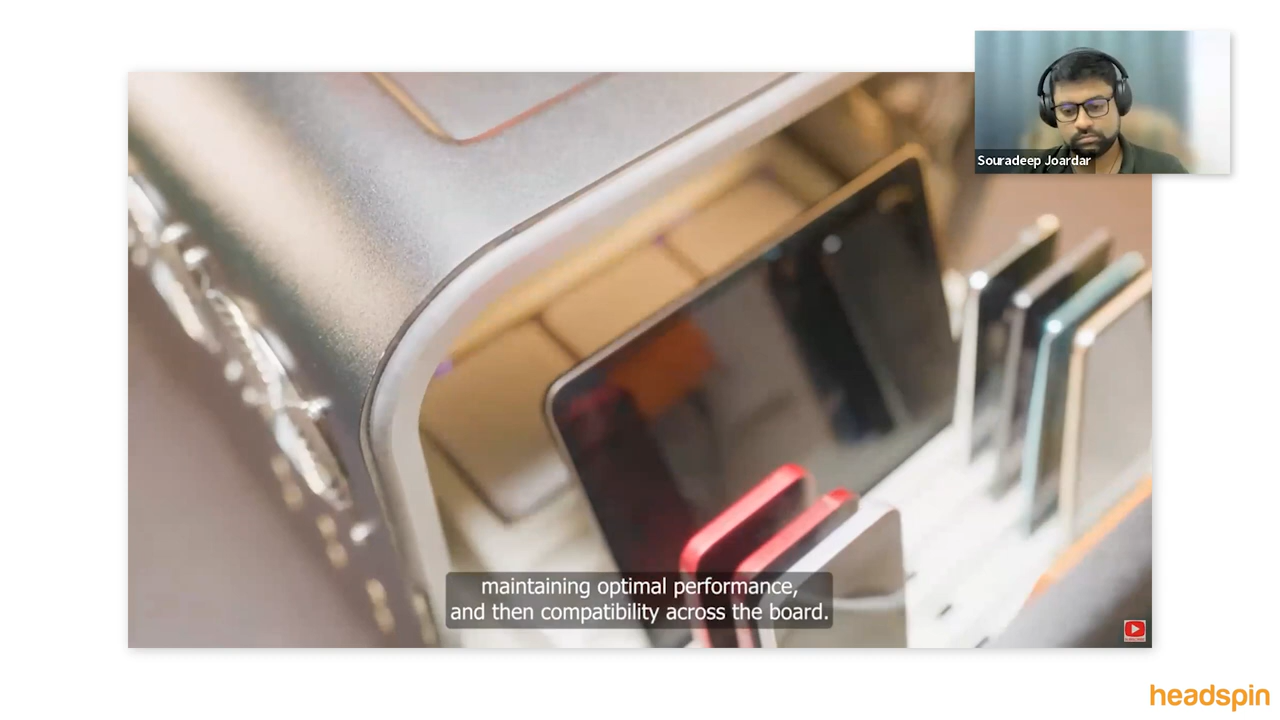 Souradeep Joardar
maintaining optimal performance,
and then compatibility across the board.
headspin